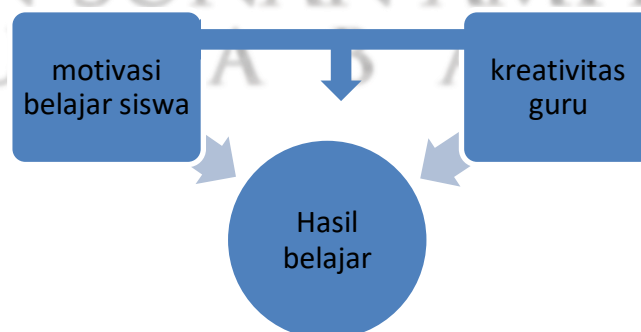 motivasi
belajar siswa
kreativitas
guru
Hasil
belajar